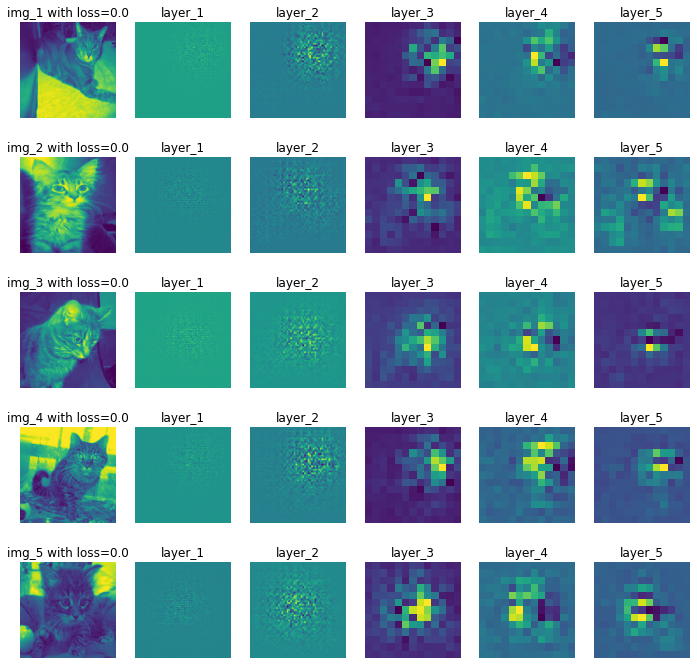 img_1 with loss=0.0 layer_1 layer_2 layer_3 layer_4 layer_5
img_2 with loss=0.0 layer_1 layer_2 layer_3 layer_4 layer_5
img_3 with loss=0.0 layer_1 layer_2 layer_3 layer_4 layer_5
img_4 with loss=0.0 layer_1 layer_2 layer_3 layer_4 layer_5
img_5 with loss=0.0 layer_1 layer_2 layer_3 layer_4 layer_5